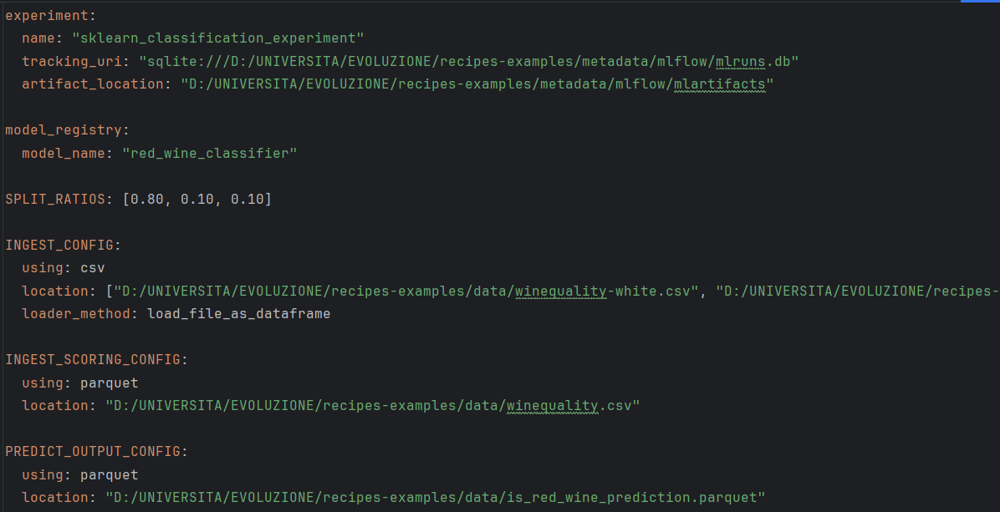 experiment:
  name: "sklearn_classification_experiment"
  tracking_uri: "sqlite:///D:/UNIVERSITA/EVOLUZIONE/recipes-examples/metadata/mlflow/mlruns.db"
  artifact_location: "D:/UNIVERSITA/EVOLUZIONE/recipes-examples/metadata/mlflow/mlartifacts"
model_registry:
  model_name: "red_wine_classifier"
SPLIT_RATIOS: [0.80, 0.10, 0.10]
INGEST_CONFIG:
  using: csv
  location: ["D:/UNIVERSITA/EVOLUZIONE/recipes-examples/data/winequality-white.csv", "D:/UNIVERSITA/EVOLUZIONE/recipes-
  loader_method: load_file_as_dataframe
INGEST_SCORING_CONFIG:
  using: parquet
  location: "D:/UNIVERSITA/EVOLUZIONE/recipes-examples/data/winequality.csv"
PREDICT_OUTPUT_CONFIG:
  using: parquet
  location: "D:/UNIVERSITA/EVOLUZIONE/recipes-examples/data/is_red_wine_prediction.parquet"